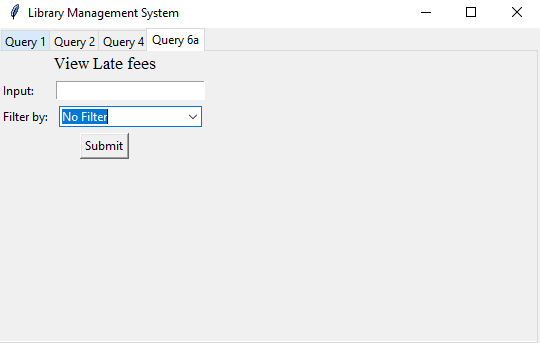 Library Management System
Query 1 Query 2 Query 4 Query 6a
View Late fees
Input:
Filter by: No Filter
Submit